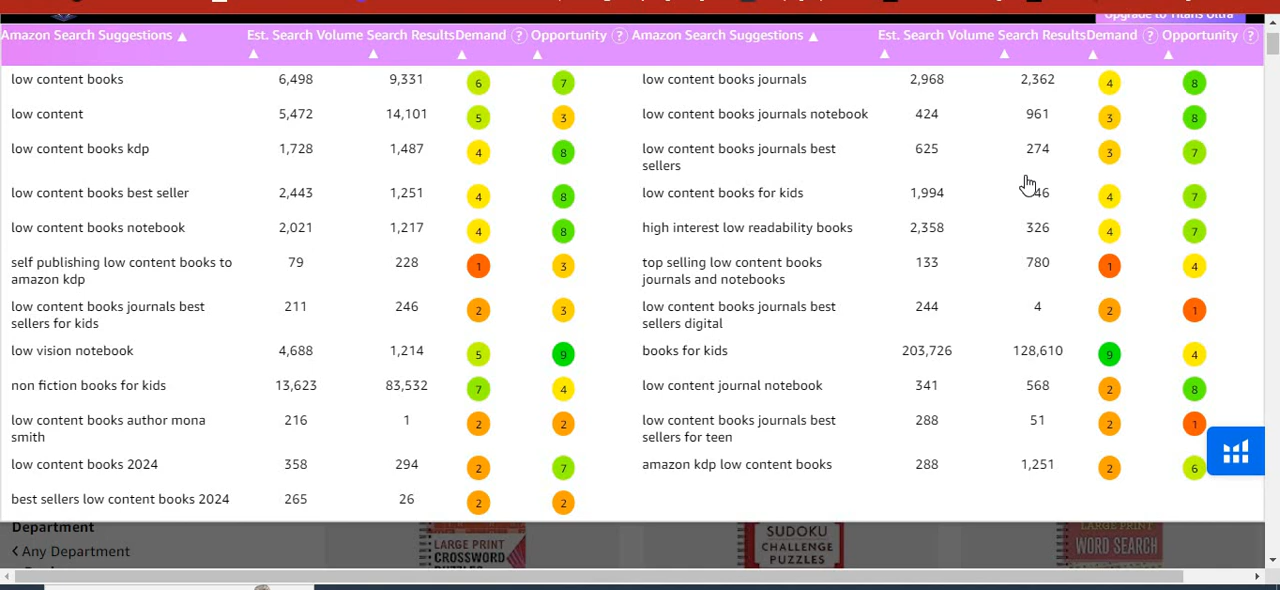 Upgrade to Titans Ultra
Amazon Search Suggestions ▲ Est. Search Volume Search Results Demand ? Opportunity ? Amazon Search Suggestions ▲ Est. Search Volume Search Results Demand ? Opportunity ?
▲ ▲ ▲ ▲ ▲ ▲ ▲ ▲
low content books 6,498 9,331 6 7 low content books journals 2,968 2,362 4 8
low content 5,472 14,101 5 3 low content books journals notebook 424 961 3 8
low content books kdp 1,728 1,487 4 8 low content books journals best 625 274 3 7
sellers
low content books best seller 2,443 1,251 4 8 low content books for kids 1,994 46 4 7
low content books notebook 2,021 1,217 4 8 high interest low readability books 2,358 326 4 7
self publishing low content books to 79 228 1 3 top selling low content books 133 780 1 4
amazon kdp journals and notebooks
low content books journals best 211 246 2 3 low content books journals best 244 4 2 1
sellers for kids sellers digital
low vision notebook 4,688 1,214 5 9 books for kids 203,726 128,610 9 4
non fiction books for kids 13,623 83,532 7 4 low content journal notebook 341 568 2 8
low content books author mona 216 1 2 2 low content books journals best 288 51 2 1
smith sellers for teen
low content books 2024 358 294 2 7 amazon kdp low content books 288 1,251 2 6
best sellers low content books 2024 265 26 2 2
Department
< Any Department
LARGE PRINT
CROSSWORD
SUDOKU
CHALLENGE
PUZZLES
LARGE PRINT
WORD SEARCH